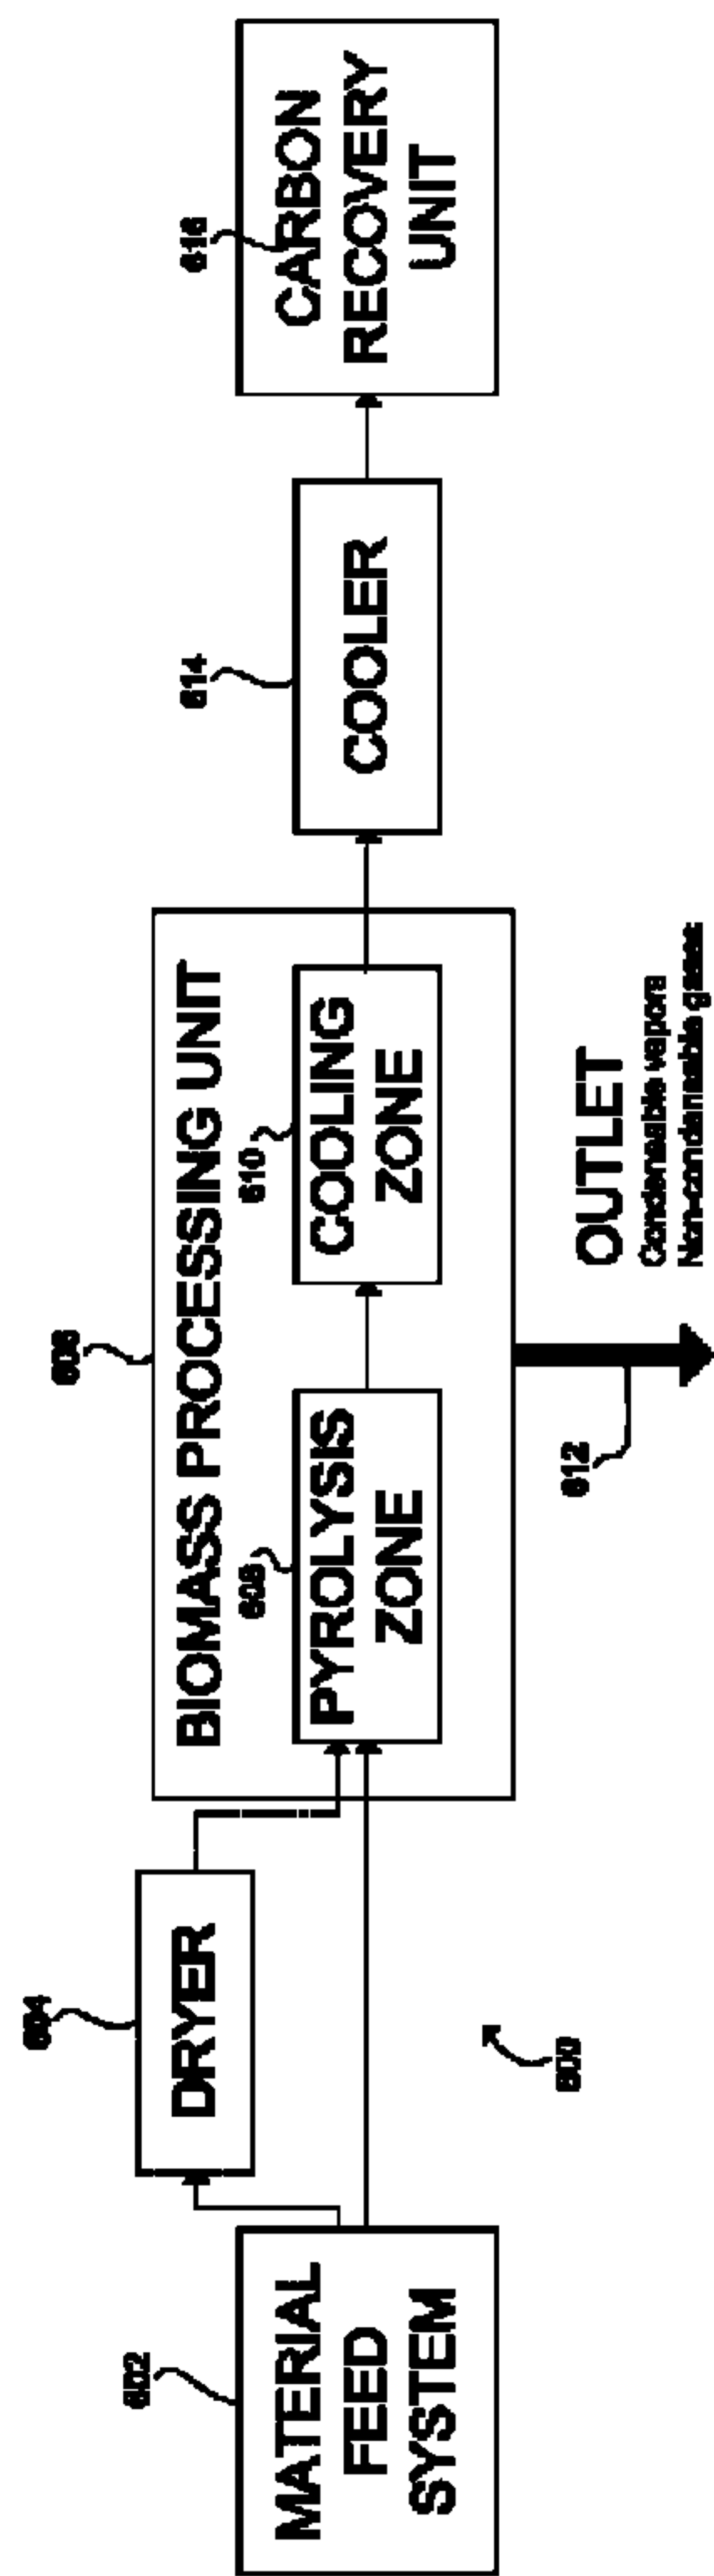 602
MATERIAL
FEED
SYSTEM
604
DRYER
600
606
BIOMASS PROCESSING UNIT
608
PYROLYSIS
ZONE
610
COOLING
ZONE
612
OUTLET
Condensable vapors
Non-condensable gases
614
COOLER
616
CARBON
RECOVERY
UNIT